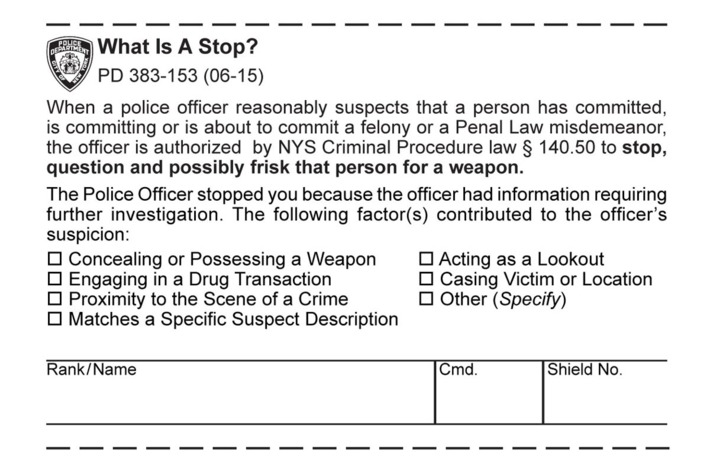 What Is A Stop?
PD 383-153 (06-15)
When a police officer reasonably suspects that a person has committed,
is committing or is about to commit a felony or a Penal Law misdemeanor,
the officer is authorized by NYS Criminal Procedure law § 140.50 to stop,
question and possibly frisk that person for a weapon.
The Police Officer stopped you because the officer had information requiring
further investigation. The following factor(s) contributed to the officer's
suspicion:
☐ Concealing or Possessing a Weapon ☐ Acting as a Lookout
☐ Engaging in a Drug Transaction ☐ Casing Victim or Location
☐ Proximity to the Scene of a Crime ☐ Other (Specify)
☐ Matches a Specific Suspect Description
Rank/Name Cmd. Shield No.